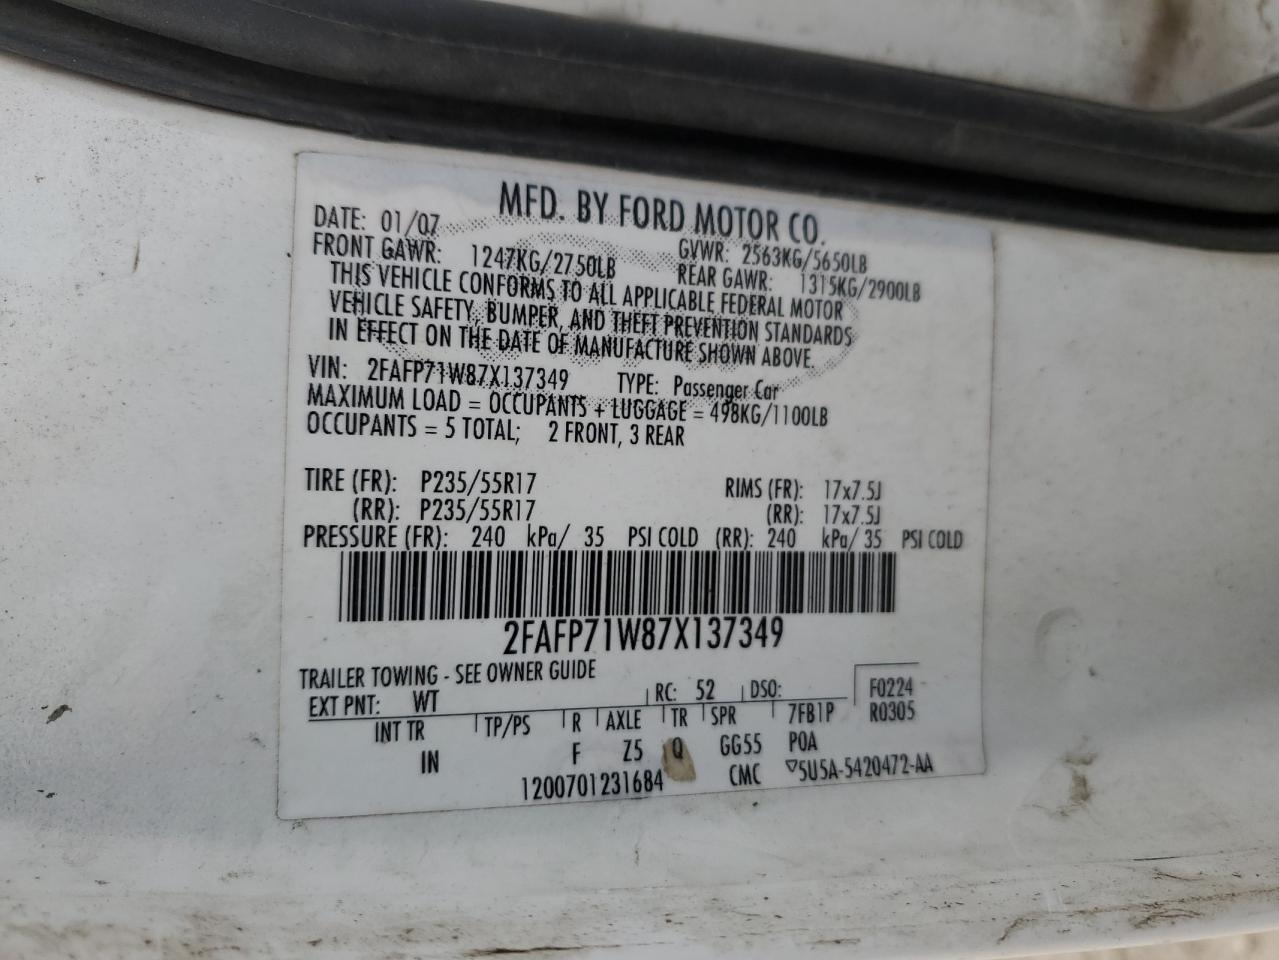 MFD. BY FORD MOTOR CO.
DATE: 01/07 GVWR: 2563KG/5650LB
FRONT GAWR: 1247KG/2750LB REAR GAWR: 1315KG/2900LB
THIS VEHICLE CONFORMS TO ALL APPLICABLE FEDERAL MOTOR
VEHICLE SAFETY, BUMPER, AND THEFT PREVENTION STANDARDS
IN EFFECT ON THE DATE OF MANUFACTURE SHOWN ABOVE.
VIN: 2FAFP71W87X137349 TYPE: Passenger Car
MAXIMUM LOAD = OCCUPANTS + LUGGAGE = 498KG/1100LB
OCCUPANTS = 5 TOTAL; 2 FRONT, 3 REAR
TIRE (FR): P235/55R17 RIMS (FR): 17x7.5J
(RR): P235/55R17 (RR): 17x7.5J
PRESSURE (FR): 240 kPa/ 35 PSI COLD (RR): 240 kPa/ 35 PSI COLD
2FAFP71W87X137349
TRAILER TOWING - SEE OWNER GUIDE
EXT PNT: WT RC: 52 DSO: F0224
INT TR TP/PS R AXLE TR SPR 7FB1P R0305
IN F Z5 Q GG55 POA
1200701231684 CMC ▽5U5A-5420472-AA